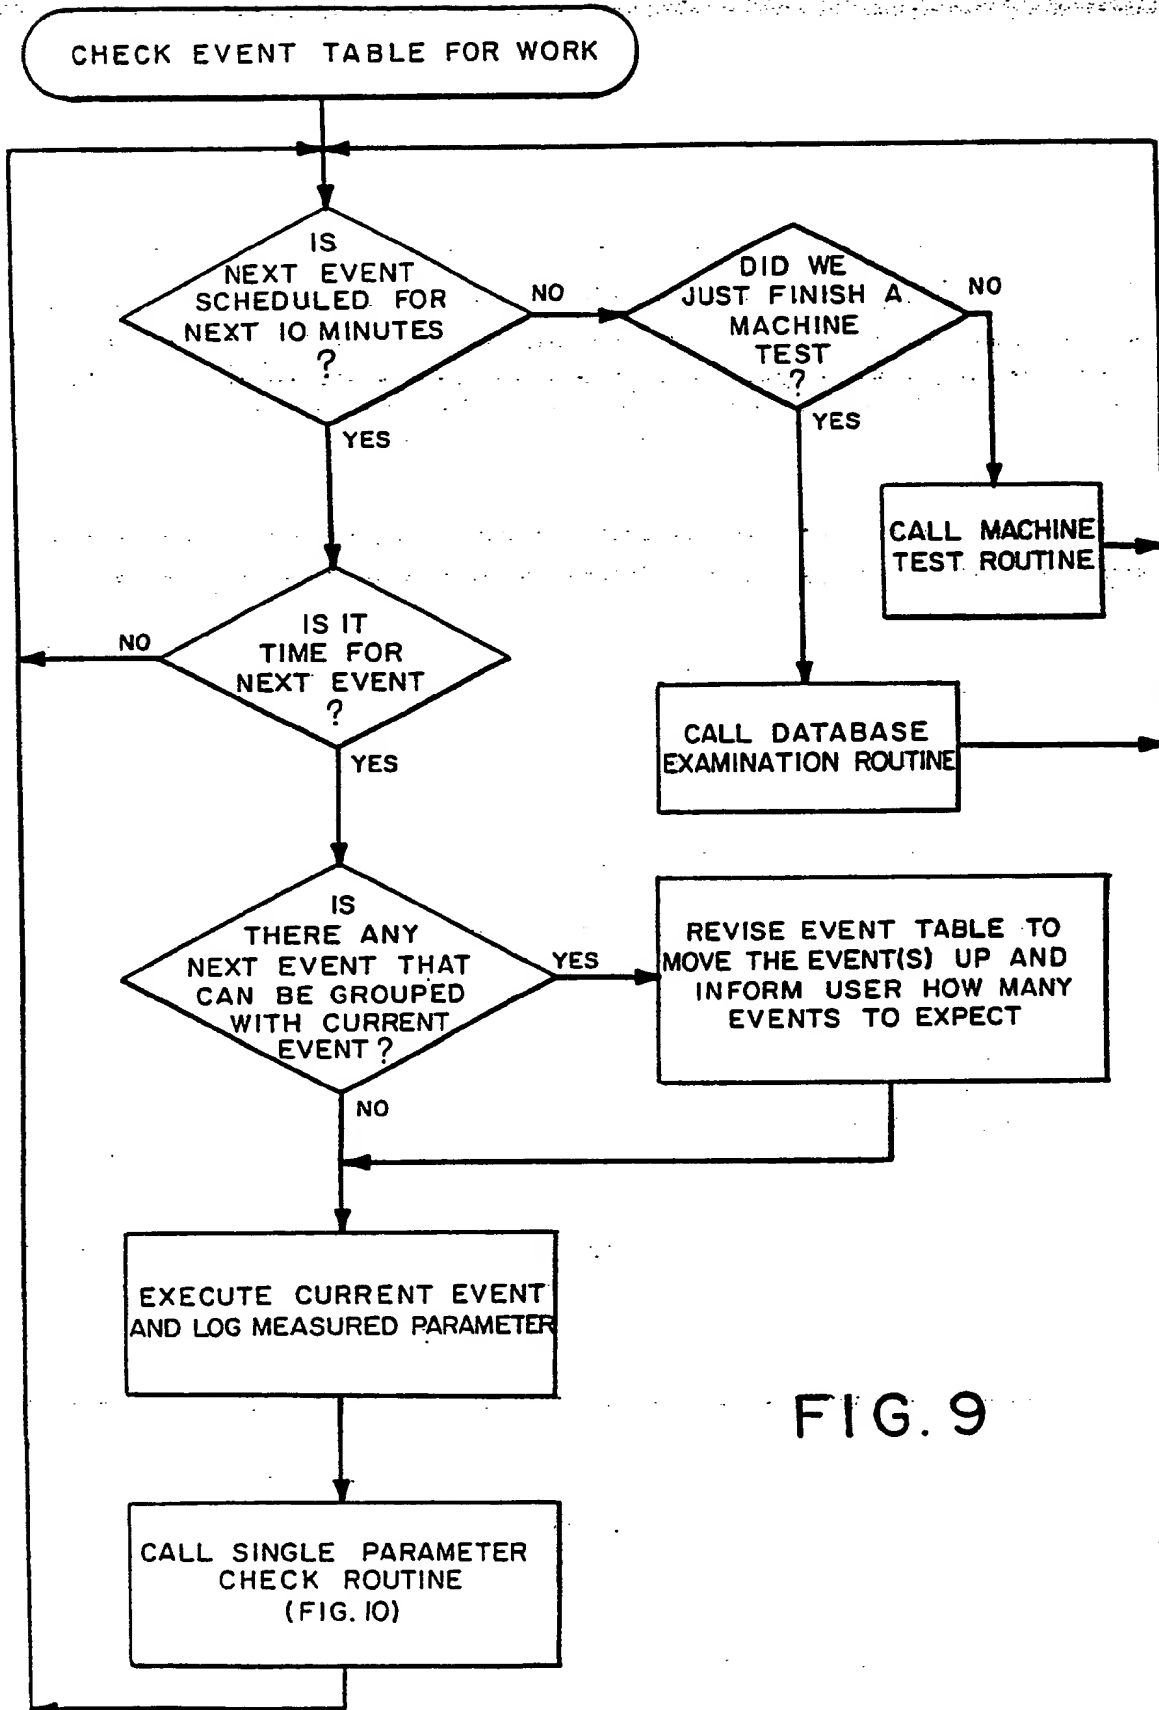 CHECK EVENT TABLE FOR WORK
IS
NEXT EVENT
SCHEDULED FOR
NEXT 10 MINUTES
?
NO
DID WE
JUST FINISH A
MACHINE
TEST
?
NO
YES
YES
CALL MACHINE
TEST ROUTINE
IS IT
TIME FOR
NEXT EVENT
?
NO
YES
CALL DATABASE
EXAMINATION ROUTINE
IS
THERE ANY
NEXT EVENT THAT
CAN BE GROUPED
WITH CURRENT
EVENT?
YES
REVISE EVENT TABLE TO
MOVE THE EVENT(S) UP AND
INFORM USER HOW MANY
EVENTS TO EXPECT
NO
EXECUTE CURRENT EVENT
AND LOG MEASURED PARAMETER
FIG. 9
CALL SINGLE PARAMETER
CHECK ROUTINE
(FIG. 10)